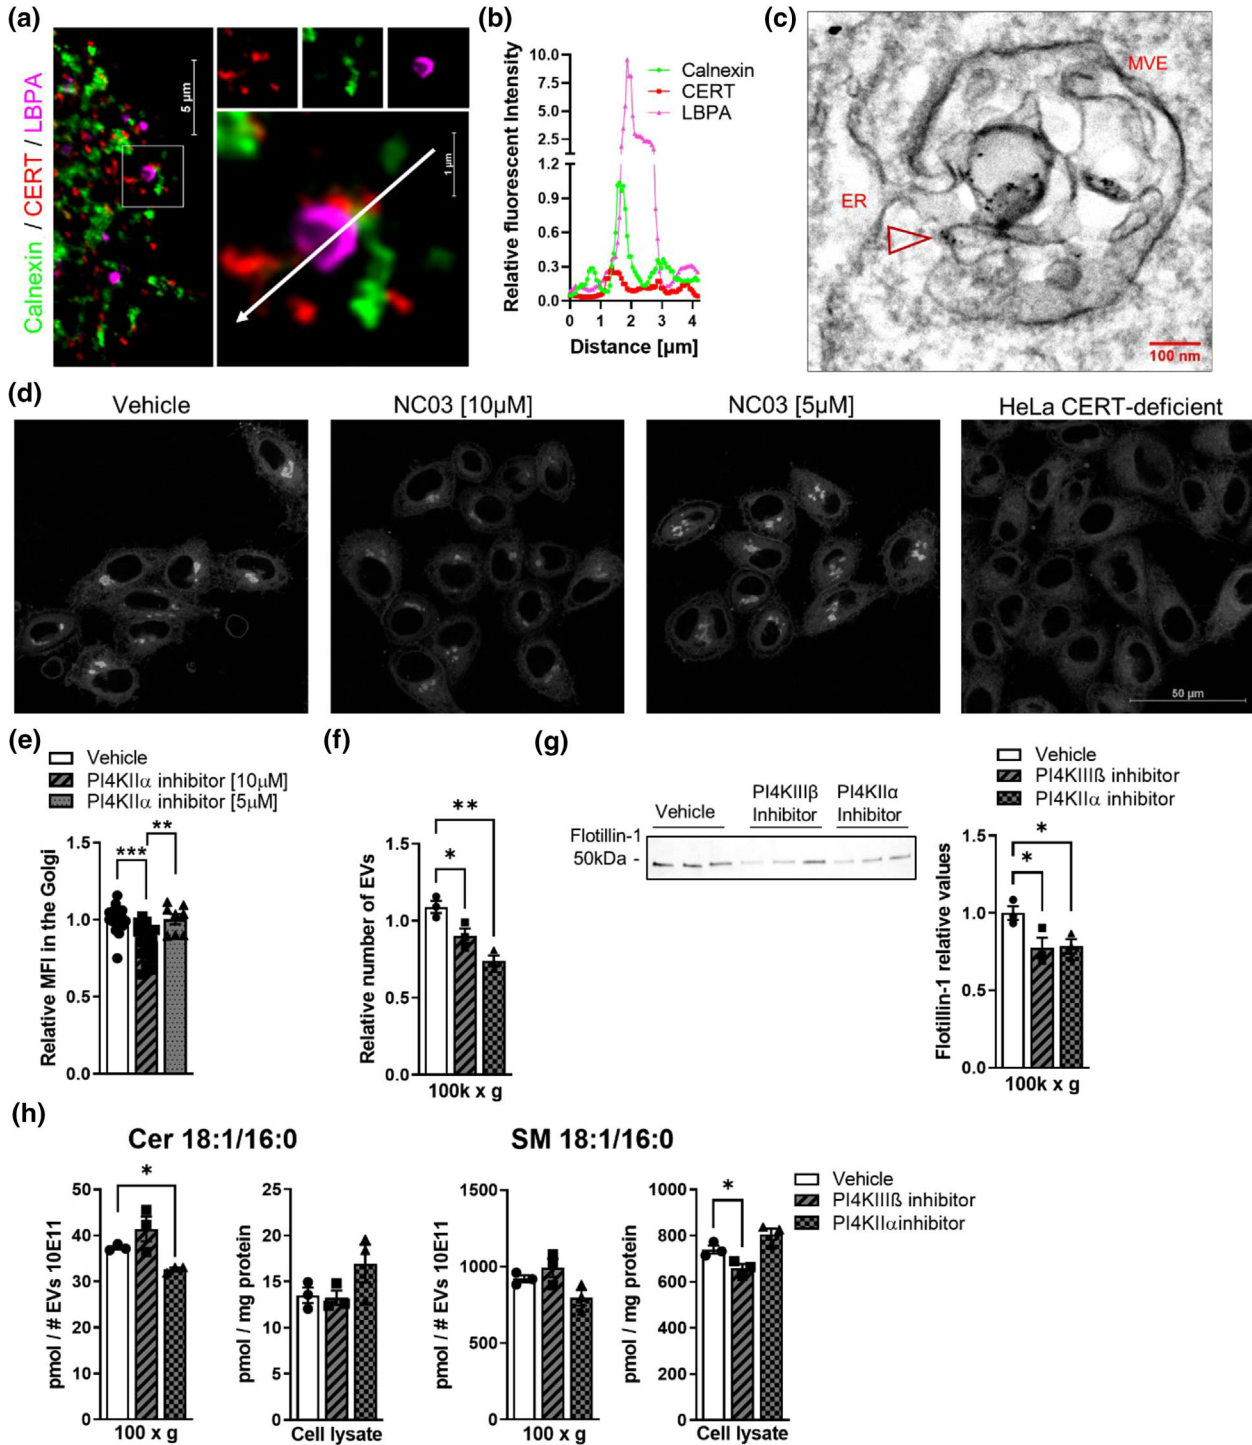 (a)
Calnexin / CERT / LBPA
5 µm
1 µm
(b)
Relative fluorescent Intensity
10.0
7.5
5.0
2.5
1.2
0.9
0.6
0.3
0.0
0 1 2 3 4
Distance [µm]
Calnexin
CERT
LBPA
(c)
MVE
ER
100 nm
(d)
Vehicle
NC03 [10µM]
NC03 [5µM]
HeLa CERT-deficient
50 µm
(e)
Vehicle
PI4KIIα inhibitor [10µM]
PI4KIIα inhibitor [5µM]
Relative MFI in the Golgi
1.5
1.0
0.5
0.0
***
**
(f)
Relative number of EVs
1.5
1.0
0.5
0.0
**
*
100k x g
(g)
Vehicle
PI4KIIIβ
Inhibitor
PI4KIIα
Inhibitor
Flotillin-1
50kDa -
Vehicle
PI4KIIIß inhibitor
PI4KIIα inhibitor
Flotillin-1 relative values
1.5
1.0
0.5
0.0
*
*
100k x g
(h)
Cer 18:1/16:0
pmol / # EVs 10E11
50
40
30
20
10
0
*
100 x g
pmol / mg protein
25
20
15
10
5
0
Cell lysate
SM 18:1/16:0
pmol / # EVs 10E11
1500
1000
500
0
100 x g
pmol / mg protein
1000
800
600
400
200
0
*
Cell lysate
Vehicle
PI4KIIIß inhibitor
PI4KIIαinhibitor